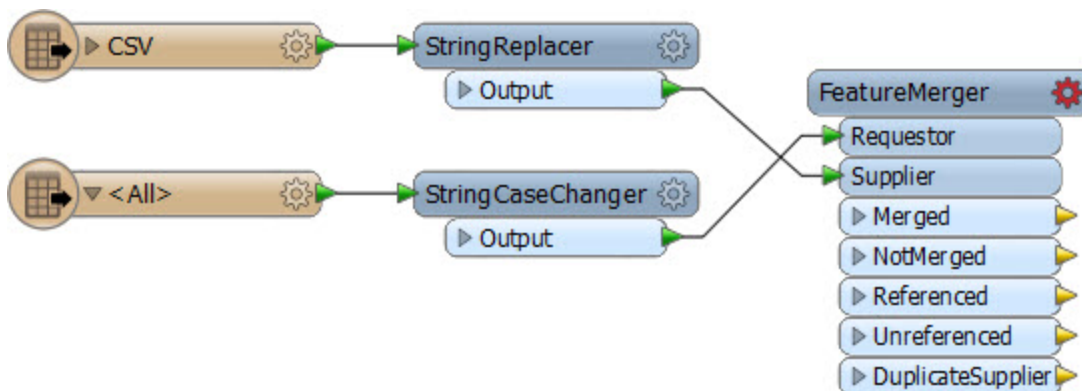 CSV
StringReplacer
Output
<All>
StringCaseChanger
Output
FeatureMerger
Requestor
Supplier
Merged
NotMerged
Referenced
Unreferenced
DuplicateSupplier